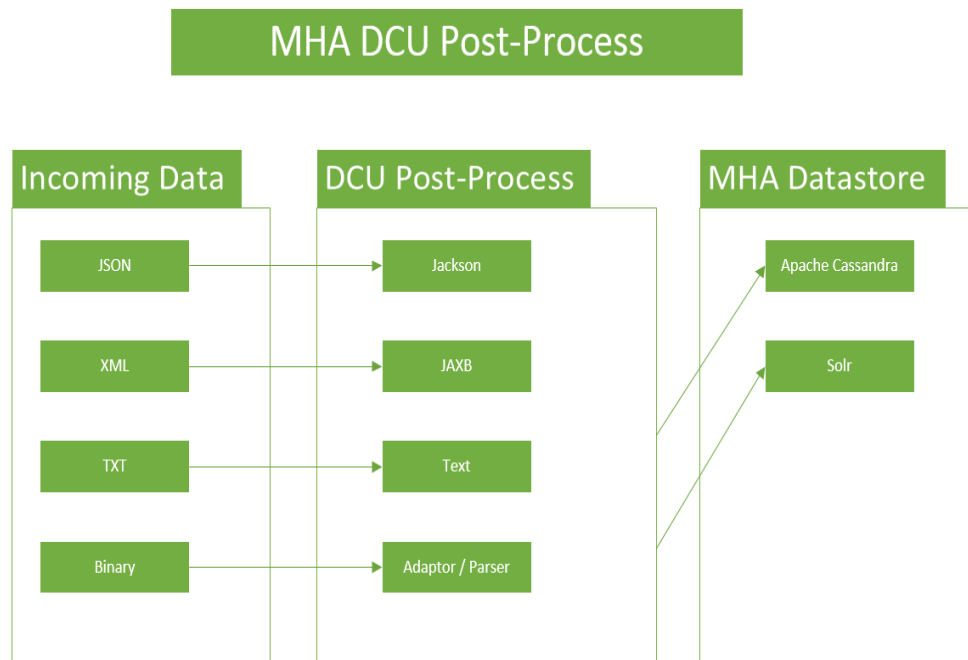 MHA DCU Post-Process
Incoming Data
DCU Post-Process
MHA Datastore
JSON
Jackson
Apache Cassandra
XML
JAXB
Solr
TXT
Text
Binary
Adaptor / Parser